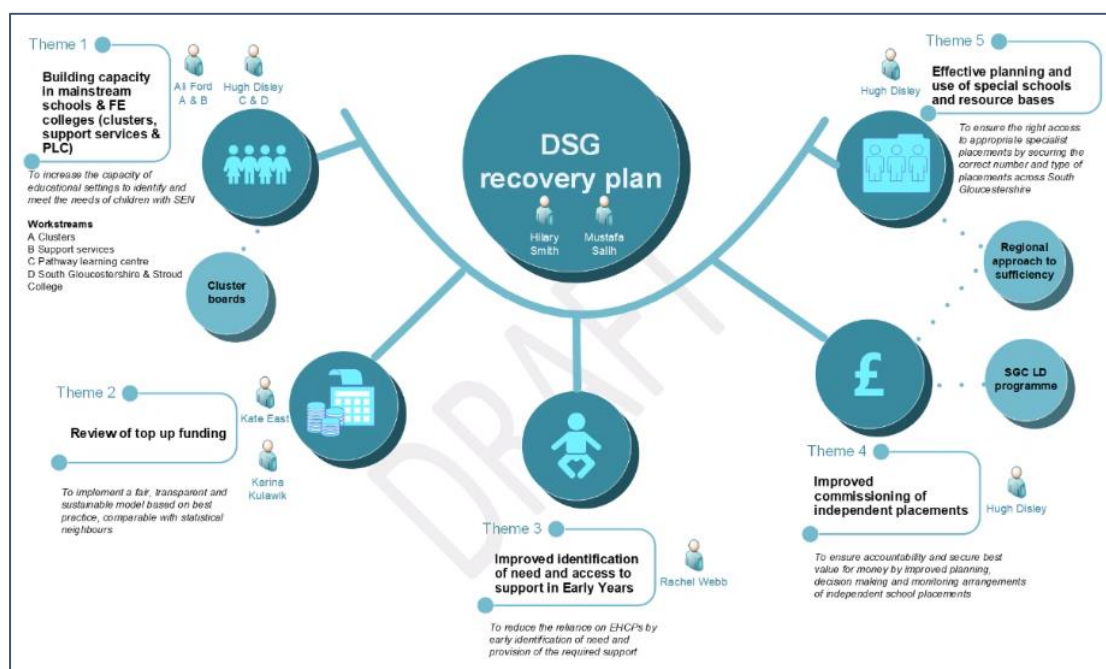 Theme 1
Building capacity
in mainstream
schools & FE
colleges (clusters,
support services &
PLC)
Ali Ford
A & B
Hugh Disley
C & D
To increase the capacity of
educational settings to identify and
meet the needs of children with SEN
Workstreams
A Clusters
B Support services
C Pathway learning centre
D South Gloucestershire & Stroud
College
Cluster
boards
DSG
recovery plan
Hilary
Smith
Mustafa
Salih
Theme 5
Hugh Disley
Effective planning and
use of special schools
and resource bases
To ensure the right access
to appropriate specialist
placements by securing the
correct number and type of
placements across South
Gloucestershire
Regional
approach to
sufficiency
SGC LD
programme
£
Theme 2
Review of top up funding
Kate East
Karina
Kulawik
To implement a fair, transparent and
sustainable model based on best
practice, comparable with statistical
neighbours
Theme 3
Improved identification
of need and access to
support in Early Years
Rachel Webb
To reduce the reliance on EHCPs by
early identification of need and
provision of the required support
Theme 4
Improved
commissioning of
independent placements
Hugh Disley
To ensure accountability and secure best
value for money by improved planning,
decision making and monitoring arrangements
of independent school placements
DRAFT